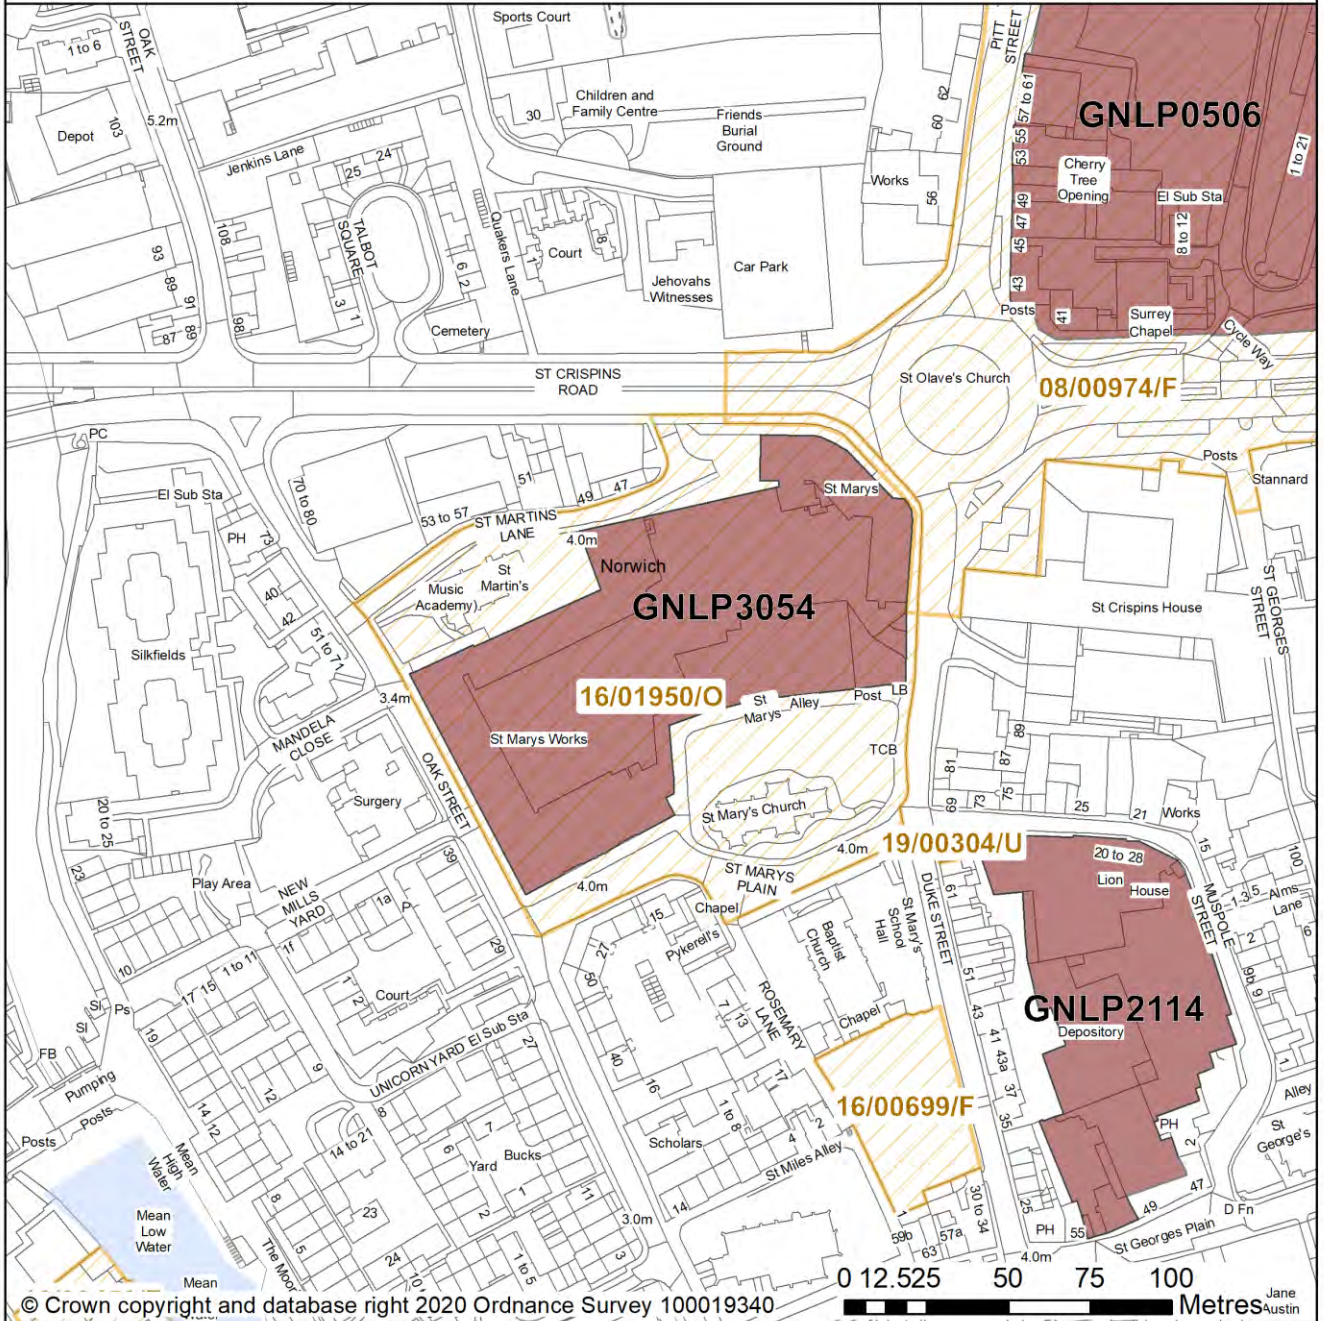 Sports Court
OAK
STREET
1 to 6
Depot
103
5.2m
Jenkins Lane
24
25
TALBOT
SQUARE
30
Children and
Family Centre
Friends
Burial
Ground
62
60
Works
56
PITT
STREET
57 to 61
55
53
49
47
45
43
41
GNLP0506
Cherry
Tree
Opening
El Sub Sta
8 to 12
1 to 21
93
89
91
89
87
108
98
3
1
6
2
Cemetery
Quakers Lane
1
Court
8
Jehovahs
Witnesses
Car Park
Posts
Surrey
Chapel
Cycle Way
ST CRISPINS
ROAD
St Olave's Church
08/00974/F
PC
El Sub Sta
PH
73
70 to 80
53 to 57
51
49
47
ST MARTINS
LANE
4.0m
St Marys
Posts
Stannard
Norwich
GNLP3054
St
Martin's
Music
Academy)
40
42
51 to 71
Silkfields
3.4m
MANDELA
CLOSE
16/01950/O
St
Marys
Alley
Post
LB
St Marys Works
TCB
St Crispins House
ST GEORGES
STREET
89
87
81
75
73
69
25
21
Works
15
100
OAK STREET
20 to 25
Surgery
St Mary's Church
4.0m
19/00304/U
ST MARYS
PLAIN
4.0m
23
Play Area
39
NEW
MILLS
YARD
1a
P
1f
29
10
17
15
1 to 11
1
2
Court
Chapel
15
Pykerell's
27
50
7
13
ROSEMARY
LANE
Baptist
Church
St Mary's
School
Hall
DUKE STREET
61
51
43
41
43a
37
35
20 to 28
Lion
House
MUSPOLE
STREET
1-3
5
Alms
Lane
2
6
9b
9
GNLP2114
Depository
SI
Ps
SI
19
FB
Pumping
Posts
Posts
UNICORN YARD
El Sub Sta
27
9
12
14
12
8
14 to 21
7
6
Yard
Bucks
40
16
1 to 8
Scholars
17
2
4
St Miles Alley
Chapel
16/00699/F
PH
2
1
Alley
St
George's
Mean
High
Water
Mean
Low
Water
Mean
8
5
The Moor
23
24
1
2
11
1 to 5
3
3.0m
14
1
59b
57a
63
30 to 34
25
PH
55
49
47
D Fn
St Georges Plain
4.0m
© Crown copyright and database right 2020 Ordnance Survey 100019340
0 12.525 50 75 100
Metres
Jane
Austin